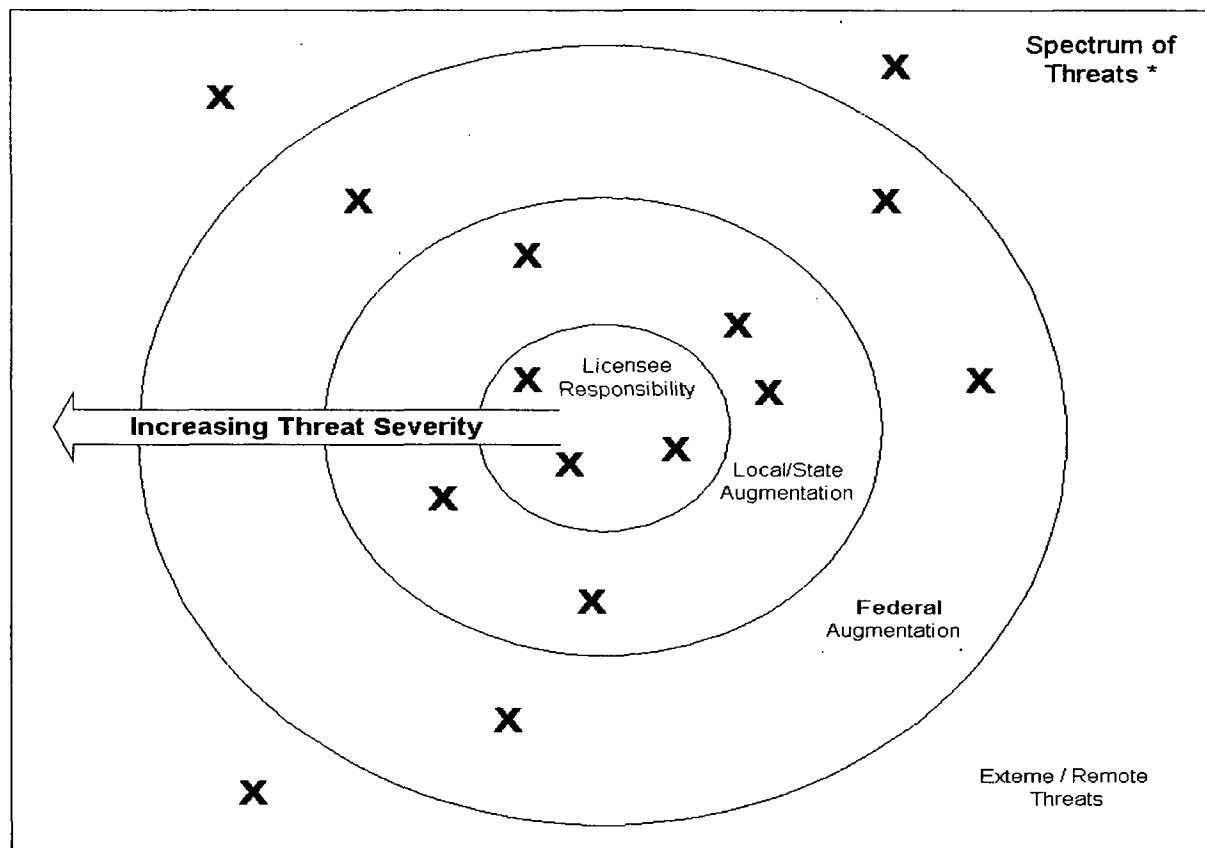 Spectrum of
Threats *
X
X
X
X
X
X
Licensee
Responsibility
X
X
X
Increasing Threat Severity
X
X
Local/State
Augmentation
X
X
Federal
Augmentation
X
Exteme / Remote
Threats
X